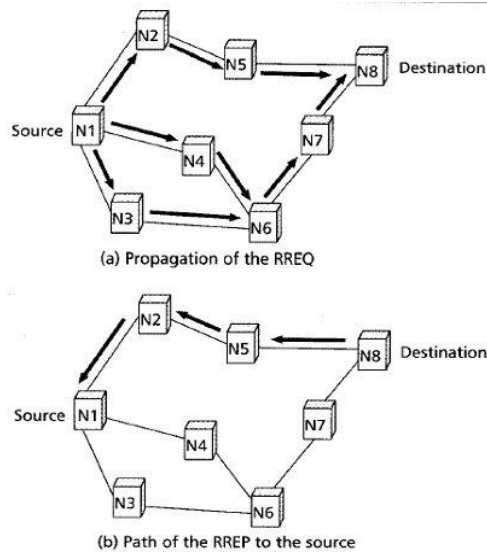 N2
N5
N8
Destination
Source
N1
N7
N4
N3
N6
(a) Propagation of the RREQ
N2
N5
N8
Destination
Source
N1
N7
N4
N3
N6
(b) Path of the RREP to the source